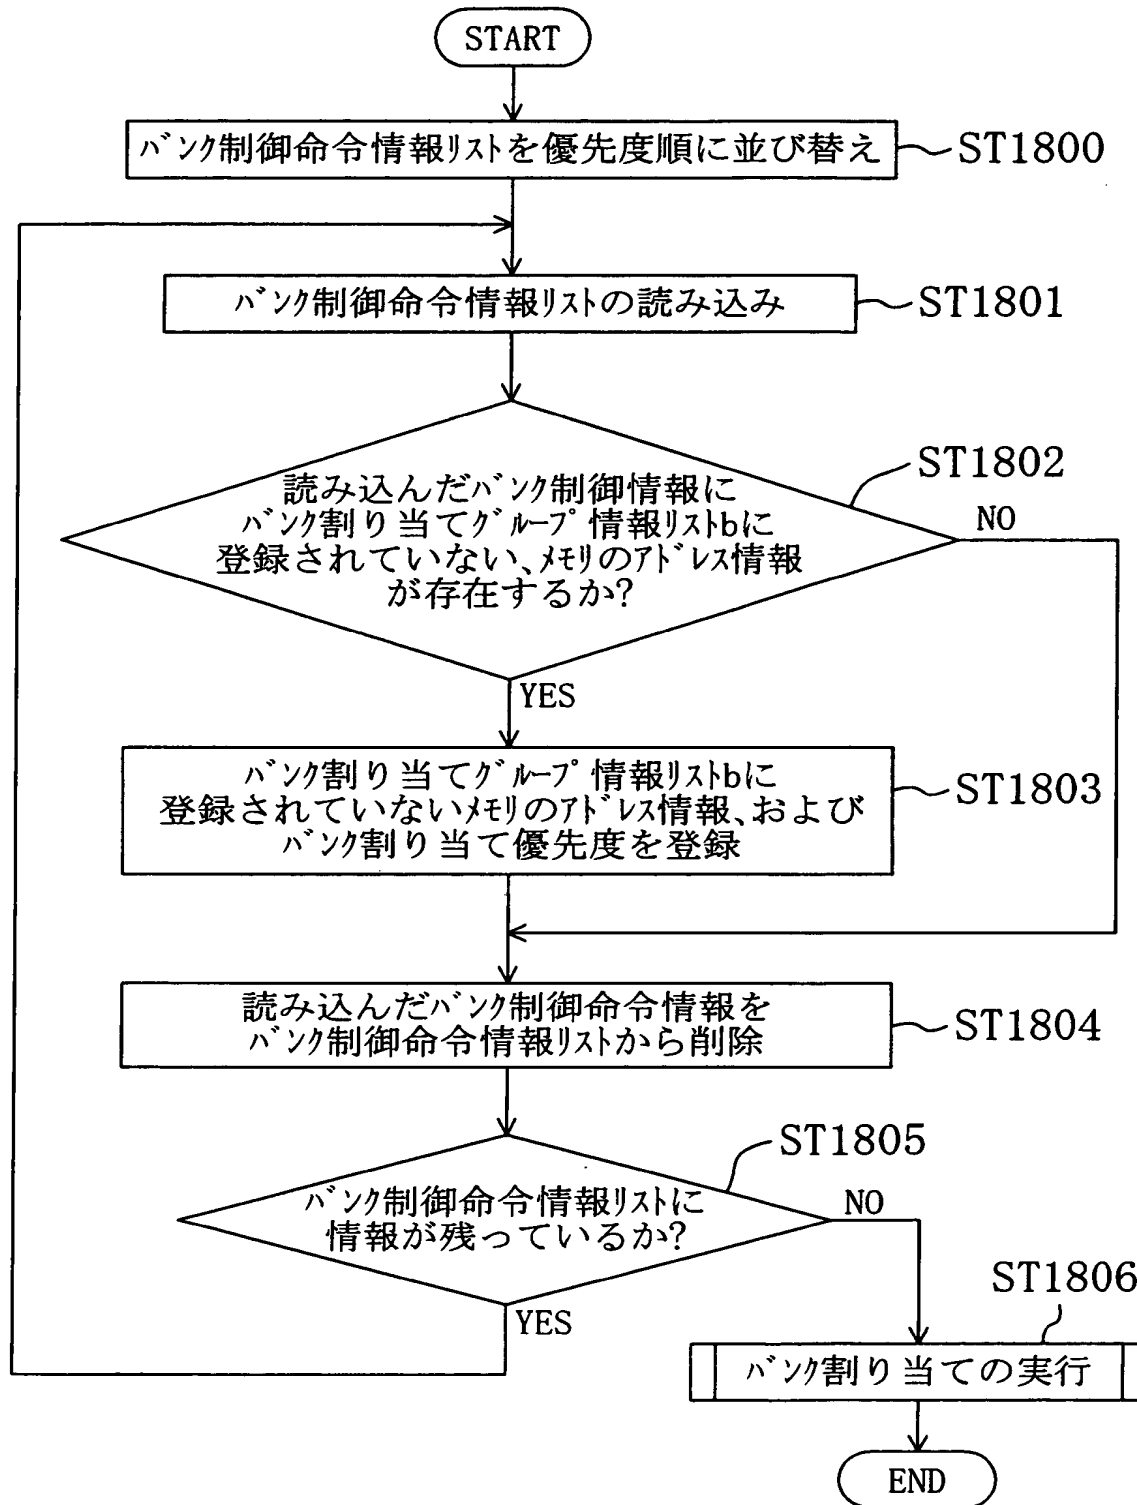 START
バンク制御命令情報リストを優先度順に並び替え
ST1800
バンク制御命令情報リストの読み込み
ST1801
ST1802
読み込んだバンク制御情報に
バンク割り当てグループ情報リストbに
登録されていない、メモリのアドレス情報
が存在するか?
NO
YES
バンク割り当てグループ情報リストbに
登録されていないメモリのアドレス情報、および
バンク割り当て優先度を登録
ST1803
読み込んだバンク制御命令情報を
バンク制御命令情報リストから削除
ST1804
ST1805
バンク制御命令情報リストに
情報が残っているか?
NO
YES
ST1806
バンク割り当ての実行
END